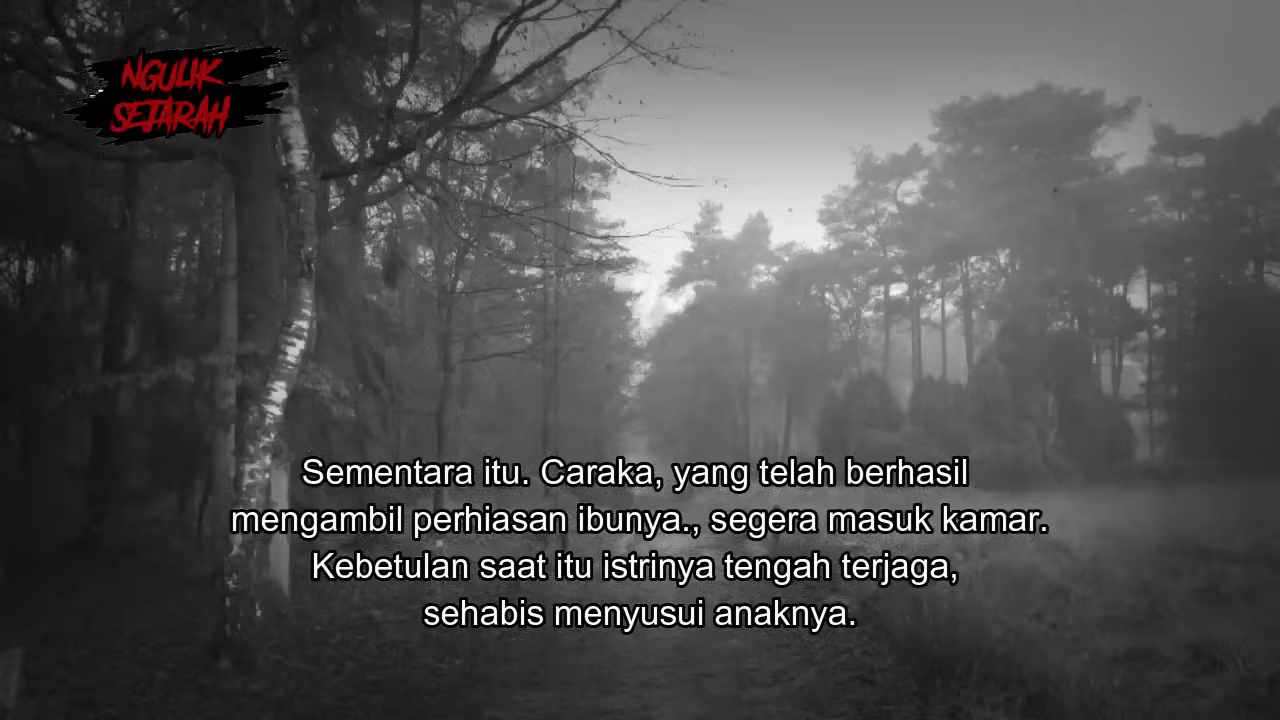 NGULIK
SEJARAH
Sementara itu. Caraka, yang telah berhasil
mengambil perhiasan ibunya., segera masuk kamar.
Kebetulan saat itu istrinya tengah terjaga,
sehabis menyusui anaknya.